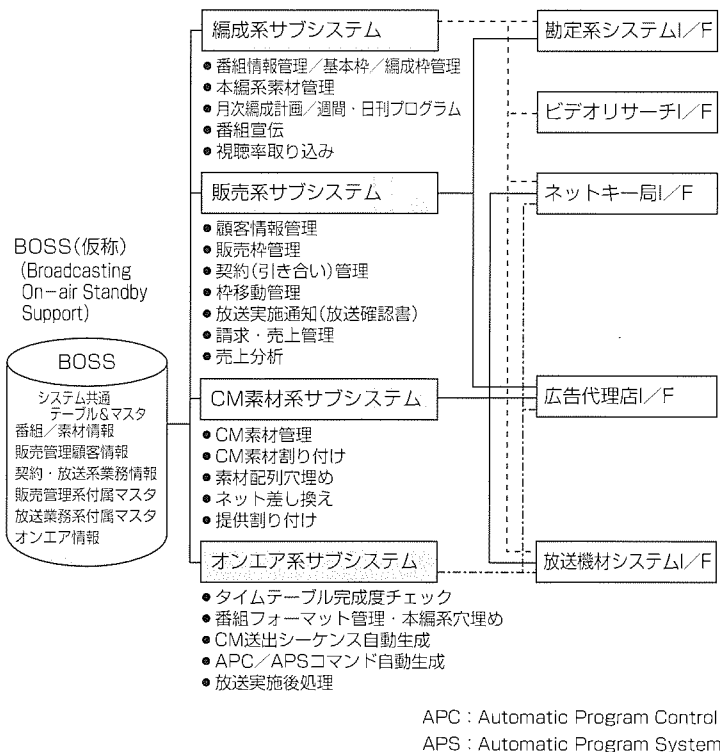 編成系サブシステム
●番組情報管理／基本枠／編成枠管理
●本編系素材管理
●月次編成計画／週間・日刊プログラム
●番組宣伝
●視聴率取り込み
販売系サブシステム
●顧客情報管理
●販売枠管理
●契約(引き合い)管理
●枠移動管理
●放送実施通知(放送確認書)
●請求・売上管理
●売上分析
CM素材系サブシステム
●CM素材管理
●CM素材割り付け
●素材配列穴埋め
●ネット差し換え
●提供割り付け
オンエア系サブシステム
●タイムテーブル完成度チェック
●番組フォーマット管理・本編系穴埋め
●CM送出シーケンス自動生成
●APC／APSコマンド自動生成
●放送実施後処理
BOSS(仮称)
(Broadcasting
On-air Standby
Support)
BOSS
システム共通
テーブル&マスタ
番組／素材情報
販売管理顧客情報
契約・放送系業務情報
販売管理系付属マスタ
放送業務系付属マスタ
オンエア情報
勘定系システムI／F
ビデオリサーチI／F
ネットキー局I／F
広告代理店I／F
放送機材システムI／F
APC：Automatic Program Control
APS：Automatic Program System